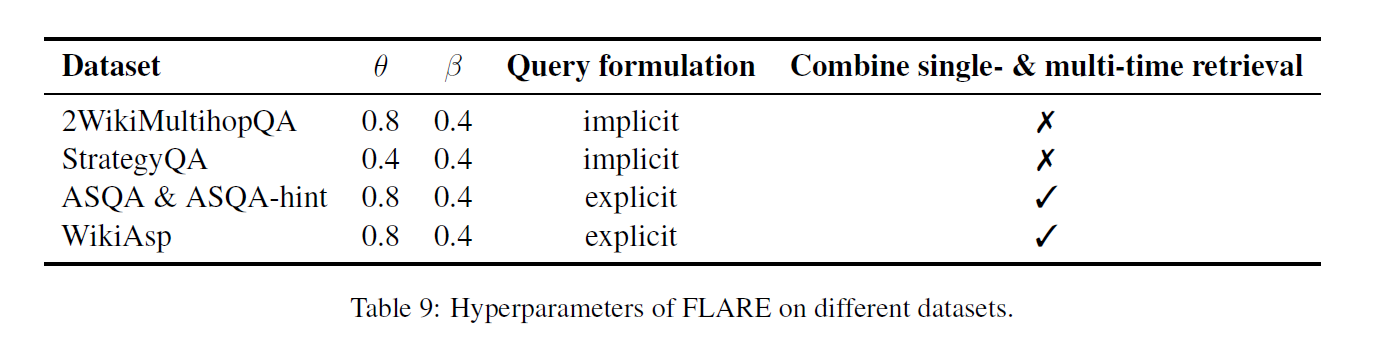 Dataset θ β Query formulation Combine single- & multi-time retrieval
2WikiMultihopQA 0.8 0.4 implicit ✗
StrategyQA 0.4 0.4 implicit ✗
ASQA & ASQA-hint 0.8 0.4 explicit ✓
WikiAsp 0.8 0.4 explicit ✓
Table 9: Hyperparameters of FLARE on different datasets.